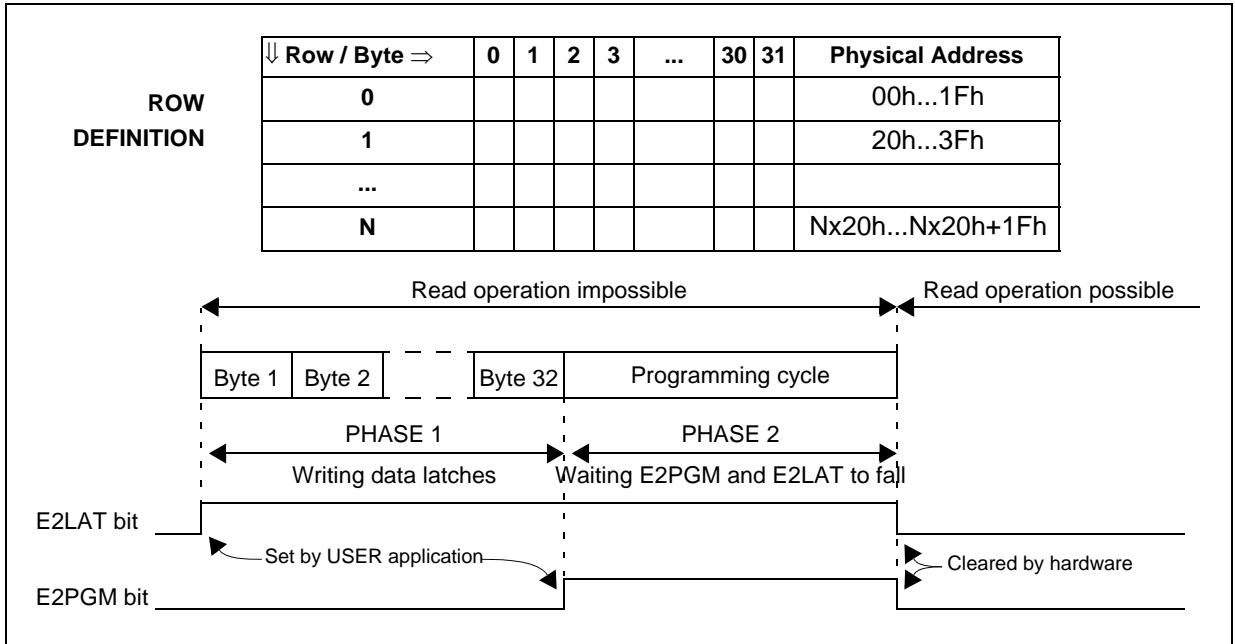 ⇓ Row / Byte ⇒ 0 1 2 3 ... 30 31 Physical Address
ROW
DEFINITION
0 00h...1Fh
1 20h...3Fh
...
N Nx20h...Nx20h+1Fh
Read operation impossible
Read operation possible
Byte 1 Byte 2 Byte 32 Programming cycle
PHASE 1 PHASE 2
Writing data latches Waiting E2PGM and E2LAT to fall
E2LAT bit
Set by USER application
Cleared by hardware
E2PGM bit